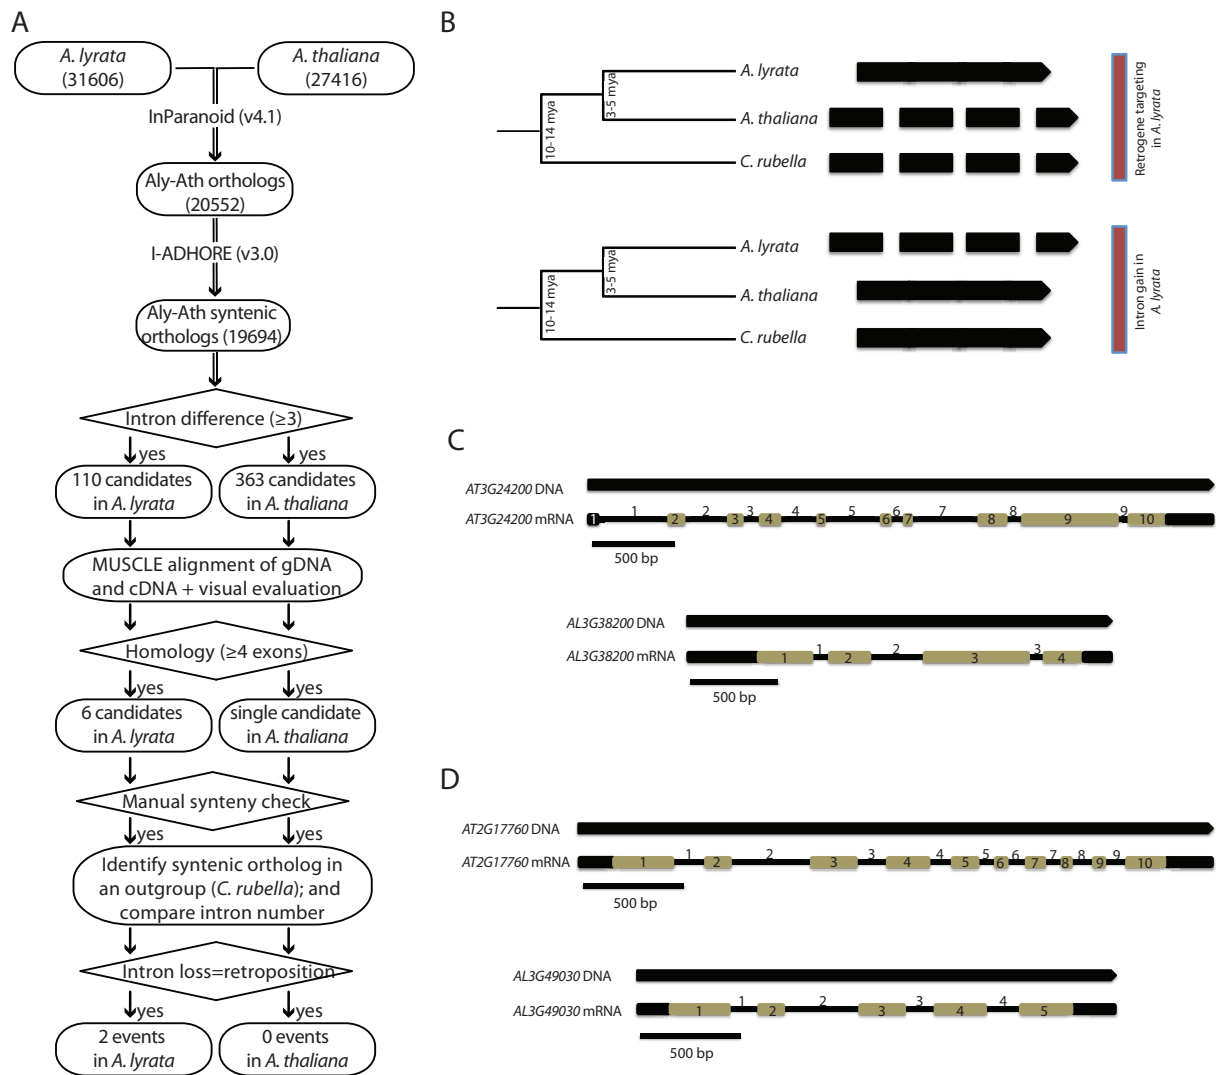 A
A. lyrata
(31606)
A. thaliana
(27416)
InParanoid (v4.1)
Aly-Ath orthologs
(20552)
I-ADHORE (v3.0)
Aly-Ath syntenic
orthologs (19694)
Intron difference (≥3)
yes
yes
110 candidates
in A. lyrata
363 candidates
in A. thaliana
MUSCLE alignment of gDNA
and cDNA + visual evaluation
Homology (≥4 exons)
yes
yes
6 candidates
in A. lyrata
single candidate
in A. thaliana
Manual synteny check
yes
yes
Identify syntenic ortholog in
an outgroup (C. rubella); and
compare intron number
Intron loss=retroposition
yes
yes
2 events
in A. lyrata
0 events
in A. thaliana
B
10-14 mya
3-5 mya
A. lyrata
A. thaliana
C. rubella
Retrogene targeting
in A. lyrata
10-14 mya
3-5 mya
A. lyrata
A. thaliana
C. rubella
Intron gain in
A. lyrata
C
AT3G24200 DNA
1 2 3 4 5 6 7 8 9
AT3G24200 mRNA
1 2 3 4 5 6 7 8 9 10
500 bp
AL3G38200 DNA
1 2 3
AL3G38200 mRNA
1 2 3 4
500 bp
D
AT2G17760 DNA
1 2 3 4 5 6 7 8 9
AT2G17760 mRNA
1 2 3 4 5 6 7 8 9 10
500 bp
AL3G49030 DNA
1 2 3 4
AL3G49030 mRNA
1 2 3 4 5
500 bp